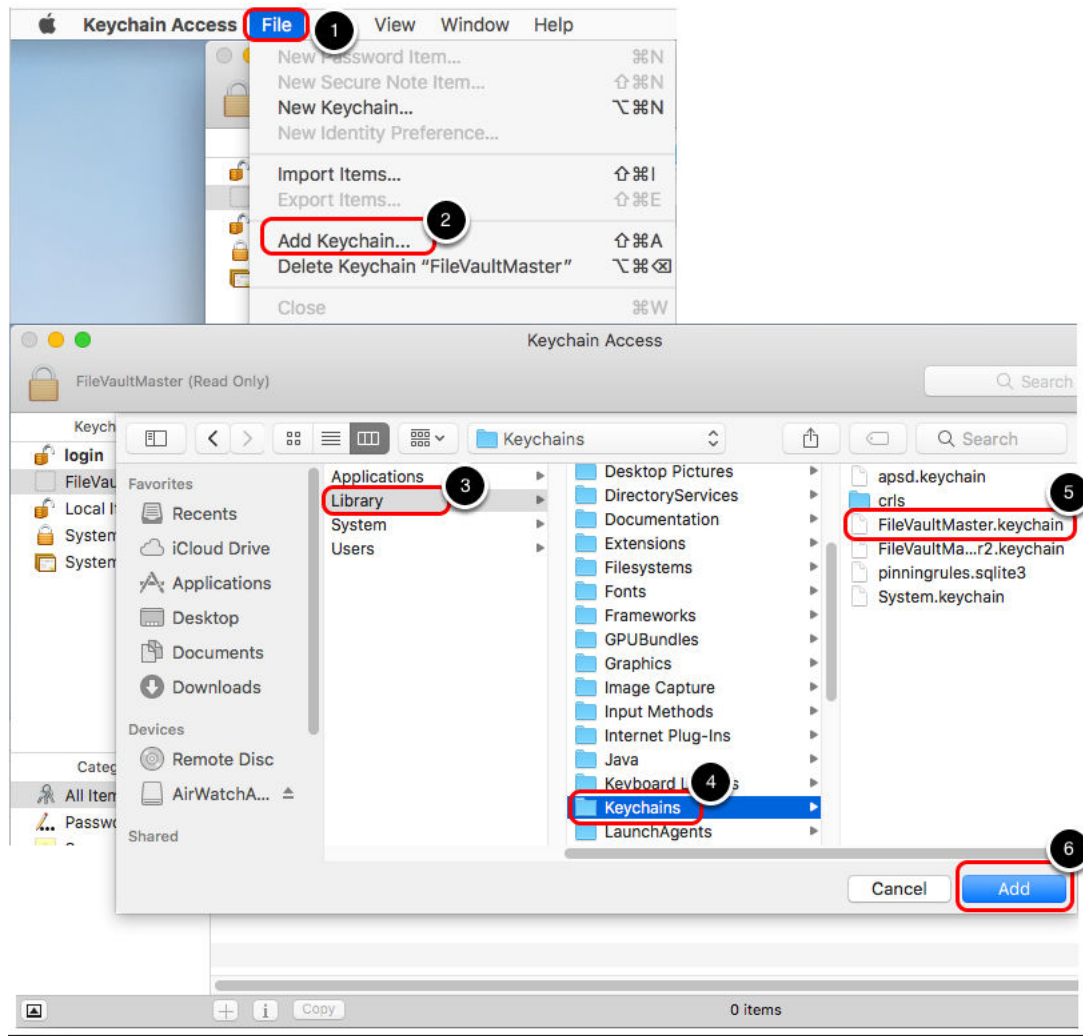 Keychain Access File 1 View Window Help
New Password Item... ⌘N
New Secure Note Item... ⇧⌘N
New Keychain... ⌥⌘N
New Identity Preference...
Import Items... ⇧⌘I
Export Items... ⇧⌘E
2
Add Keychain... ⇧⌘A
Delete Keychain “FileVaultMaster” ⌥⌘⌫
Close ⌘W
Keychain Access
FileVaultMaster (Read Only)
Search
Keych
login
FileVau
Local I
System
System
Keychains
Search
Favorites
Recents
iCloud Drive
Applications
Desktop
Documents
Downloads
Devices
Remote Disc
AirWatchA...
Shared
Applications
Library
3
System
Users
Desktop Pictures
DirectoryServices
Documentation
Extensions
Filesystems
Fonts
Frameworks
GPUBundles
Graphics
Image Capture
Input Methods
Internet Plug-Ins
Java
Keyboard L 4 s
Keychains
LaunchAgents
apsd.keychain
crls
5
FileVaultMaster.keychain
FileVaultMa...r2.keychain
pinningrules.sqlite3
System.keychain
Categ
All Item
Passwo
6
Cancel
Add
Copy
0 items